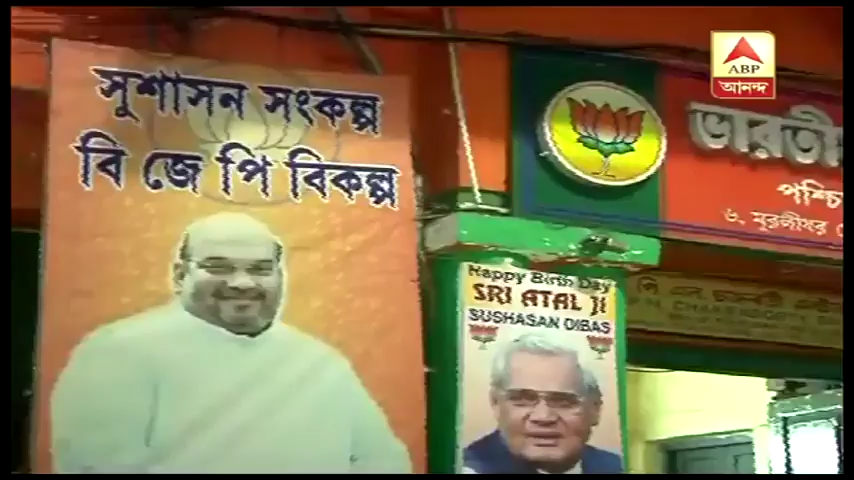 সুশাসন সংকল্প
বি জে পি বিকল্প
ABP
আনন্দ
ভারতী
পশ্চি
৬, মুরলীধর
Happy Birth Day
SRI ATAL JI
SUSHASAN DIBAS